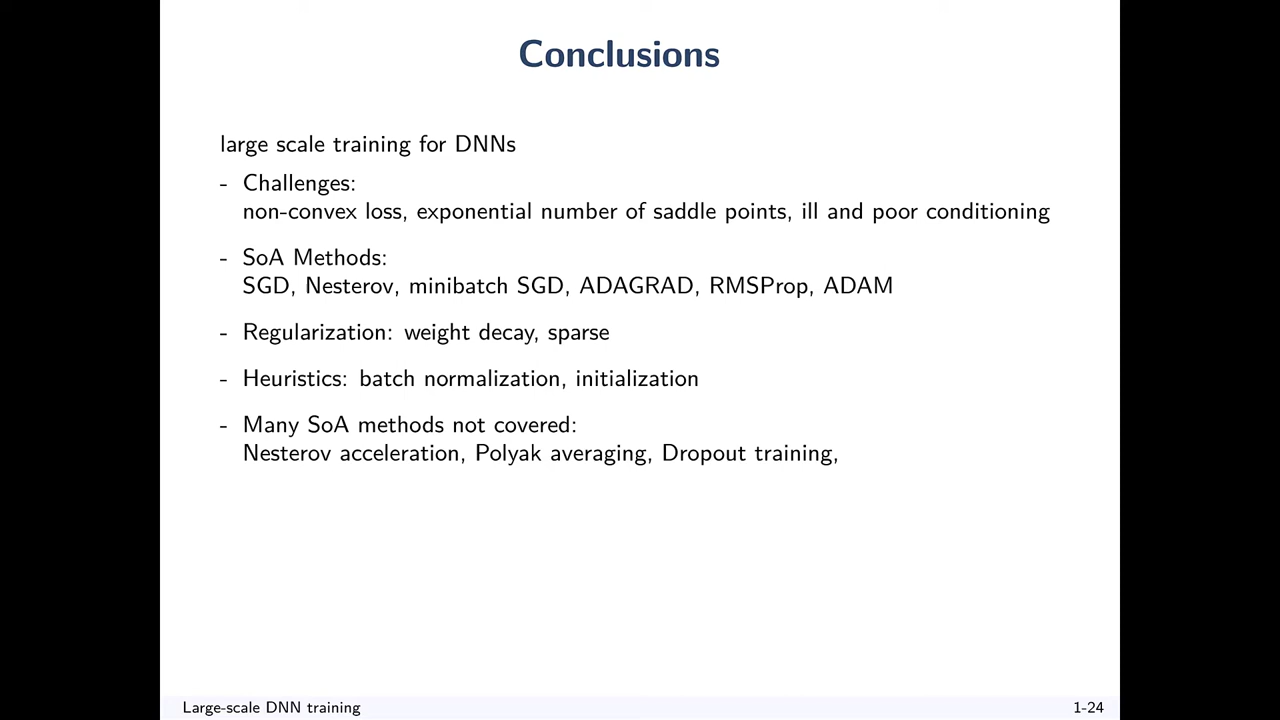 Conclusions
large scale training for DNNs
- Challenges:
non-convex loss, exponential number of saddle points, ill and poor conditioning
- SoA Methods:
SGD, Nesterov, minibatch SGD, ADAGRAD, RMSProp, ADAM
- Regularization: weight decay, sparse
- Heuristics: batch normalization, initialization
- Many SoA methods not covered:
Nesterov acceleration, Polyak averaging, Dropout training,
Large-scale DNN training 1-24